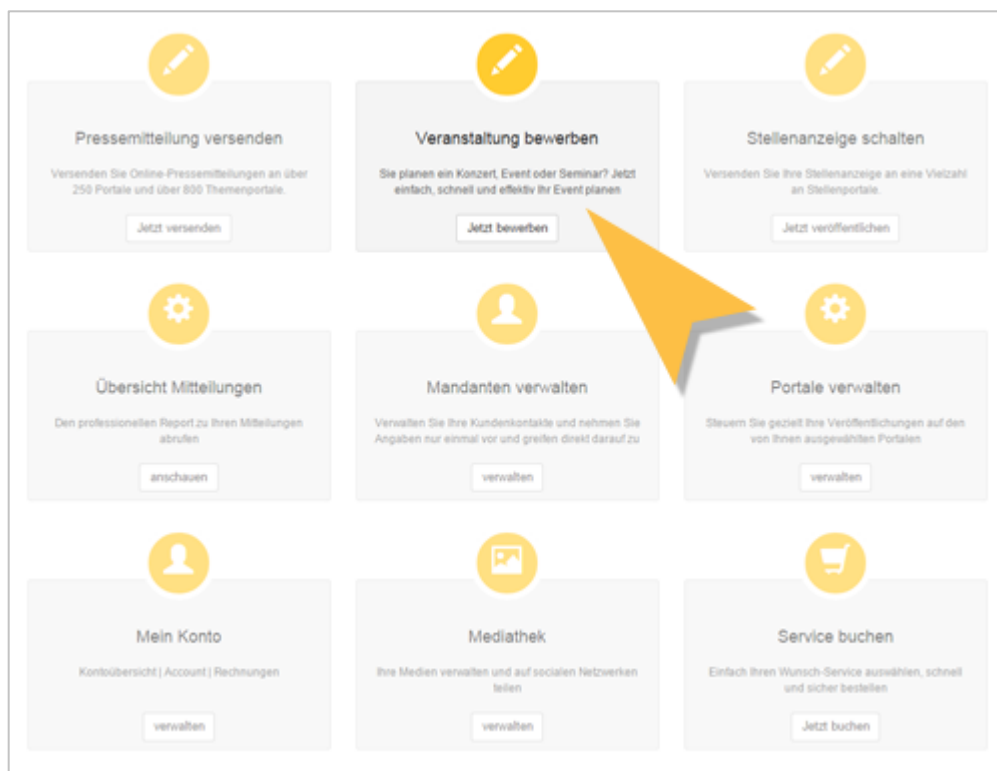 Pressemitteilung versenden
Versenden Sie Online-Pressemitteilungen an über
250 Portale und über 800 Themenportale.
Jetzt versenden
Veranstaltung bewerben
Sie planen ein Konzert, Event oder Seminar? Jetzt
einfach, schnell und effektiv Ihr Event planen
Jetzt bewerben
Stellenanzeige schalten
Versenden Sie Ihre Stellenanzeige an eine Vielzahl
an Stellenportale.
Jetzt veröffentlichen
Übersicht Mitteilungen
Den professionellen Report zu Ihren Mitteilungen
abrufen
anschauen
Mandanten verwalten
Verwalten Sie Ihre Kundenkontakte und nehmen Sie
Angaben nur einmal vor und greifen direkt darauf zu
verwalten
Portale verwalten
Steuern Sie gezielt Ihre Veröffentlichungen auf den
von Ihnen ausgewählten Portalen
verwalten
Mein Konto
Kontoübersicht | Account | Rechnungen
verwalten
Mediathek
Ihre Medien verwalten und auf socialen Netzwerken
teilen
verwalten
Service buchen
Einfach Ihren Wunsch-Service auswählen, schnell
und sicher bestellen
Jetzt buchen